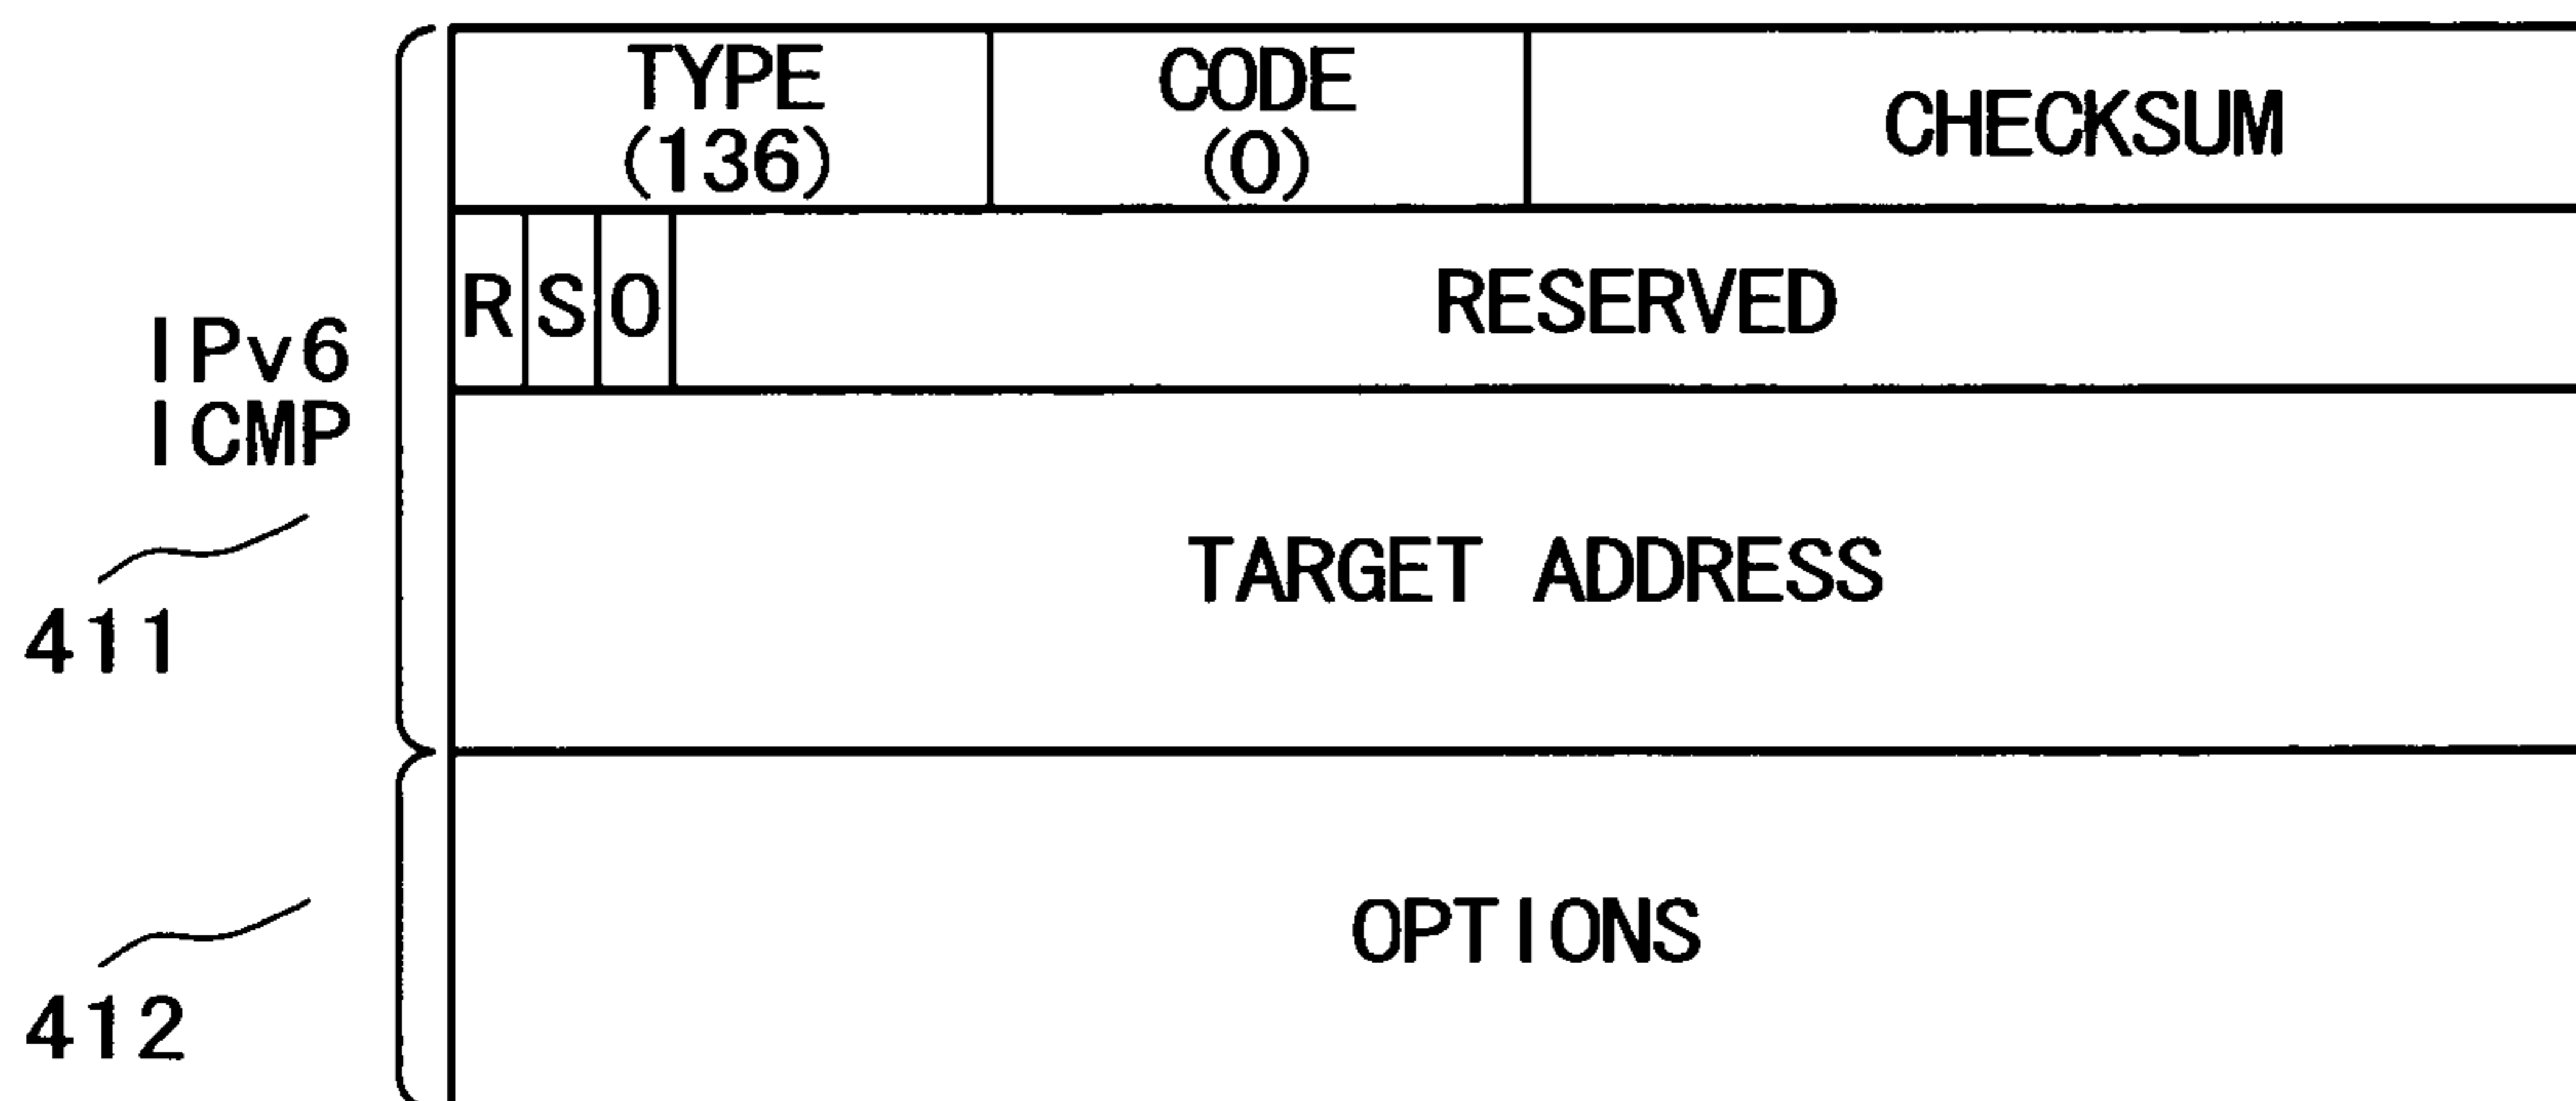 TYPE
(136)
CODE
(0)
CHECKSUM
R S O
RESERVED
IPv6
ICMP
411
TARGET ADDRESS
412
OPTIONS